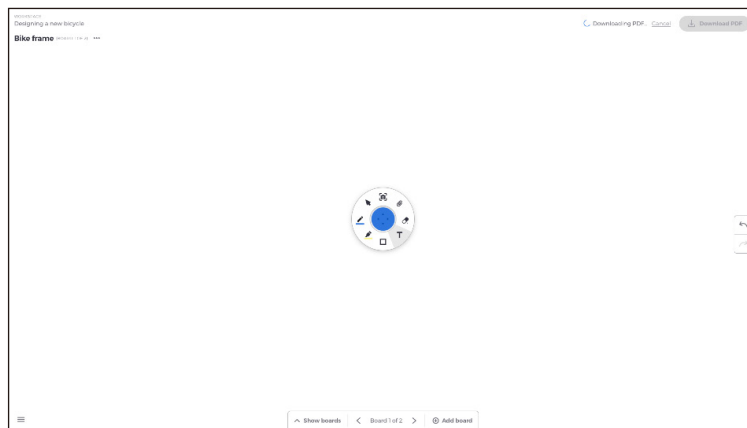 Designing a new bicycle
Downloading PDF. Cancel
Download PDF
Bike frame
T
Show boards
Board 1 of 2
Add board